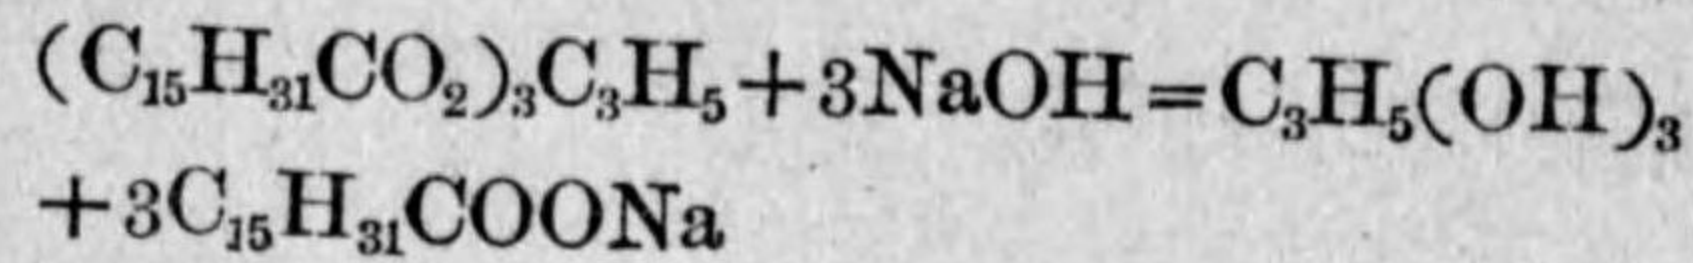 (C₁₅H₃₁CO₂)₃C₃H₅+3NaOH=C₃H₅(OH)₃
+3C₁₅H₃₁COONa